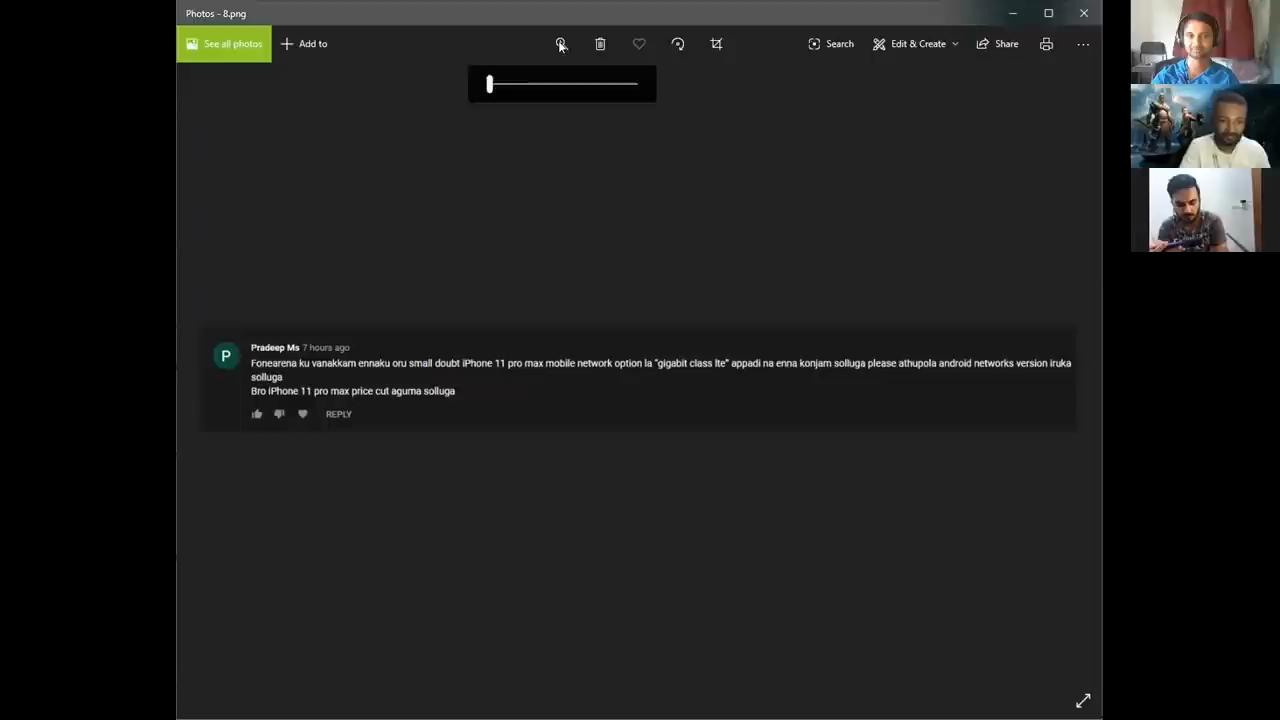 Photos - 8.png
See all photos
Add to
Search
Edit & Create
Share
P
Pradeep Ms 7 hours ago
Fonearena ku vanakkam ennaku oru small doubt iPhone 11 pro max mobile network option la "gigabit class lte" appadi na enna konjam solluga please athupola android networks version iruka
solluga
Bro iPhone 11 pro max price cut aguma solluga
REPLY